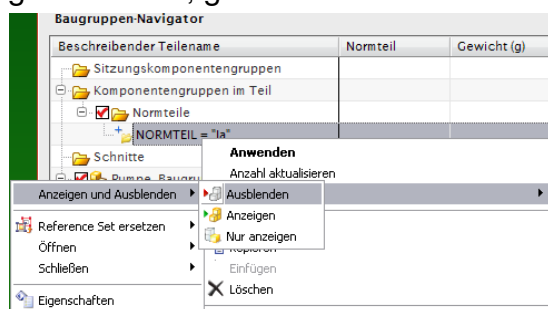 Baugruppen-Navigator
Beschreibender Teilename Normteil Gewicht (g)
Sitzungskomponentengruppen
Komponentengruppen im Teil
Normteile
NORMTEIL = "Ja"
Schnitte
Anwenden
Anzahl aktualisieren
Anzeigen und Ausblenden
Ausblenden
Anzeigen
Nur anzeigen
Reference Set ersetzen
Öffnen
Schließen
Eigenschaften
Kopieren
Einfügen
Löschen